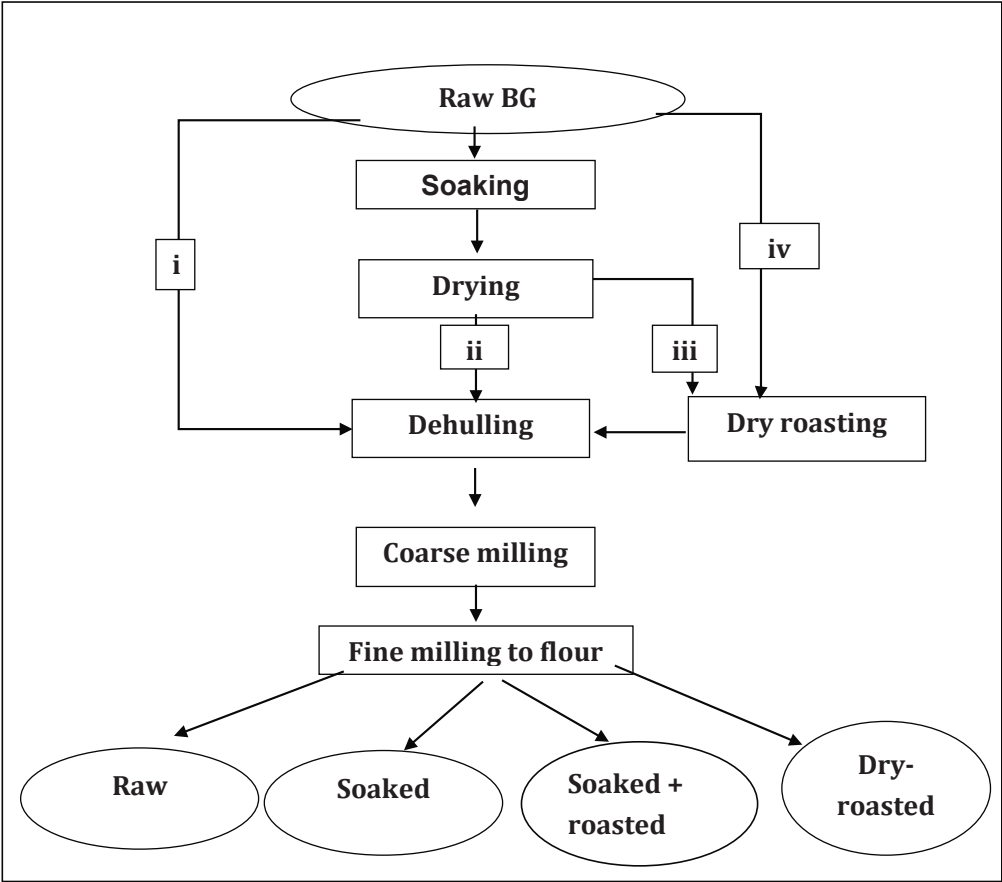 Raw BG
Soaking
i
iv
Drying
ii
iii
Dehulling
Dry roasting
Coarse milling
Fine milling to flour
Raw
Soaked
Soaked +
roasted
Dry-
roasted